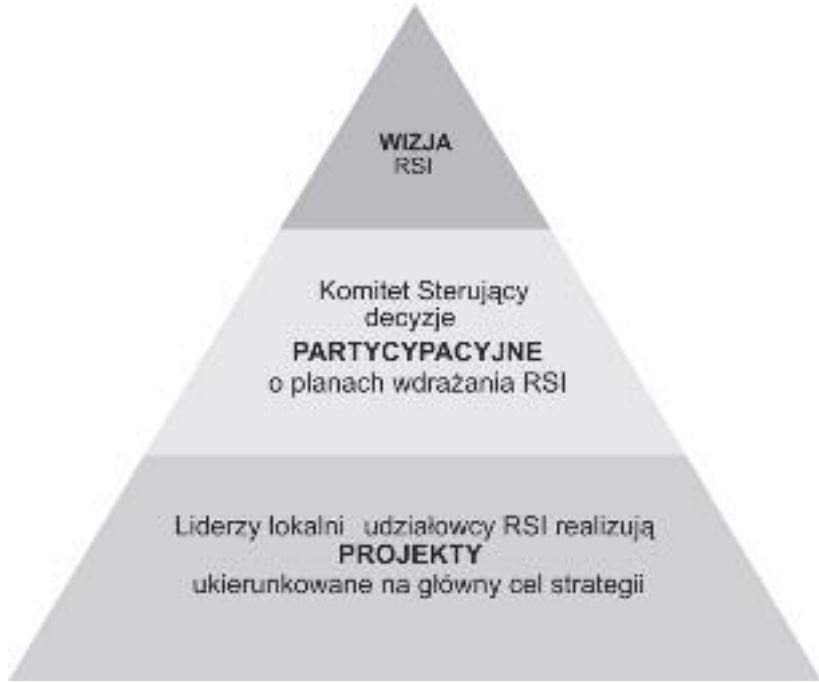 WIZJA
RSI
Komitet Sterujący
decyzje
PARTYCYPACYJNE
o planach wdrażania RSI
Liderzy lokalni udziałowcy RSI realizują
PROJEKTY
ukierunkowane na główny cel strategii